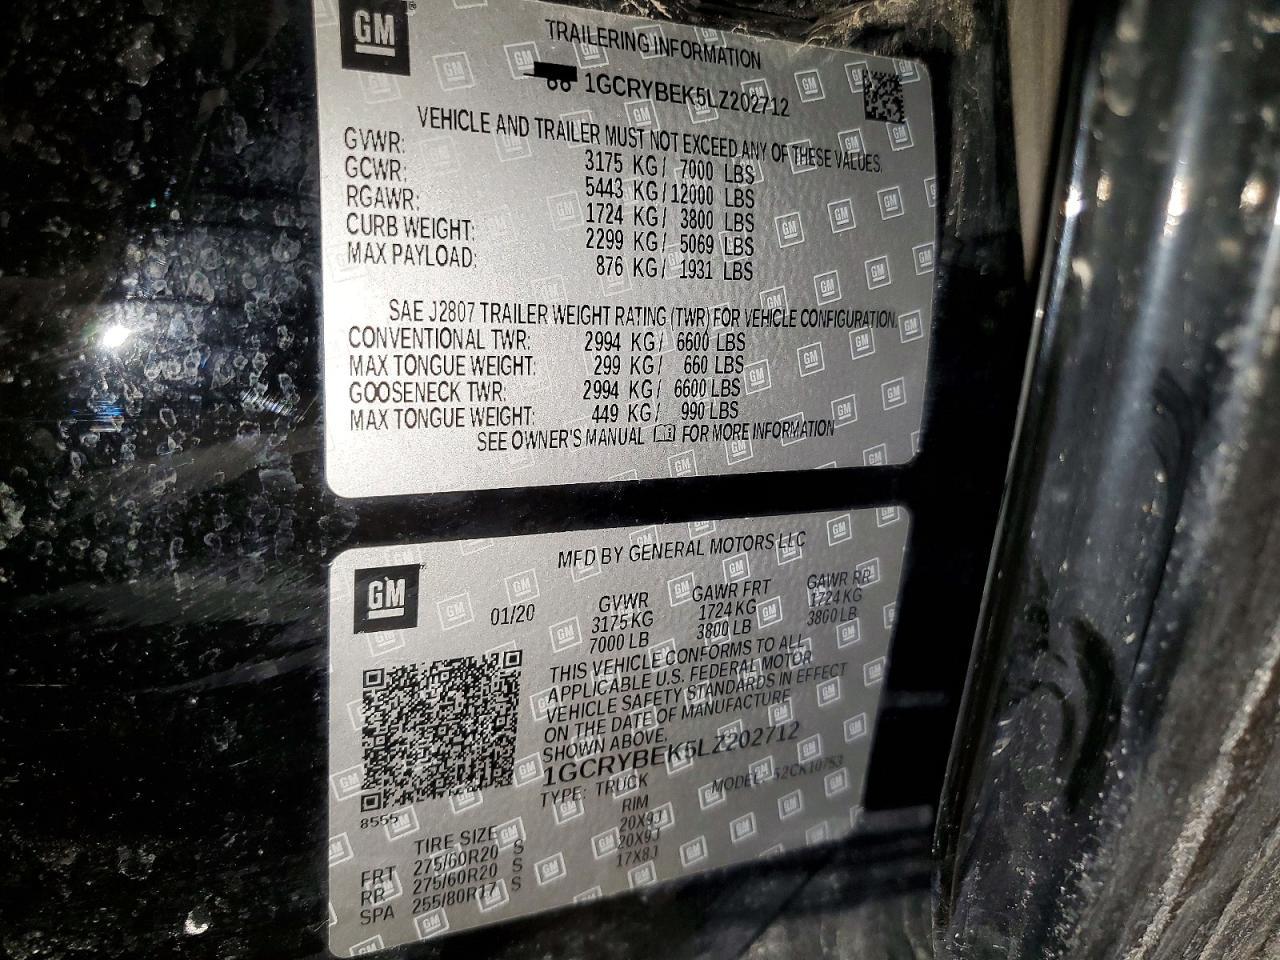 GM
TRAILERING INFORMATION
1GCRYBEK5LZ202712
VEHICLE AND TRAILER MUST NOT EXCEED ANY OF THESE VALUES.
GVWR: 3175 KG / 7000 LBS
GCWR: 5443 KG / 12000 LBS
RGAWR: 1724 KG / 3800 LBS
CURB WEIGHT: 2299 KG / 5069 LBS
MAX PAYLOAD: 876 KG / 1931 LBS
SAE J2807 TRAILER WEIGHT RATING (TWR) FOR VEHICLE CONFIGURATION.
CONVENTIONAL TWR: 2994 KG / 6600 LBS
MAX TONGUE WEIGHT: 299 KG / 660 LBS
GOOSENECK TWR: 2994 KG / 6600 LBS
MAX TONGUE WEIGHT: 449 KG / 990 LBS
SEE OWNER'S MANUAL FOR MORE INFORMATION
MFD BY GENERAL MOTORS LLC
GM
01/20 GVWR GAWR FRT GAWR RR
3175 KG 1724 KG 1724 KG
7000 LB 3800 LB 3800 LB
THIS VEHICLE CONFORMS TO ALL
APPLICABLE U.S. FEDERAL MOTOR
VEHICLE SAFETY STANDARDS IN EFFECT
ON THE DATE OF MANUFACTURE
SHOWN ABOVE.
1GCRYBEK5LZ202712
TYPE: TRUCK MODEL: 52CK10753
8555
TIRE SIZE RIM
FRT 275/60R20 S 20X9J
RR 275/60R20 S 20X9J
SPA 255/80R17 S 17X8J